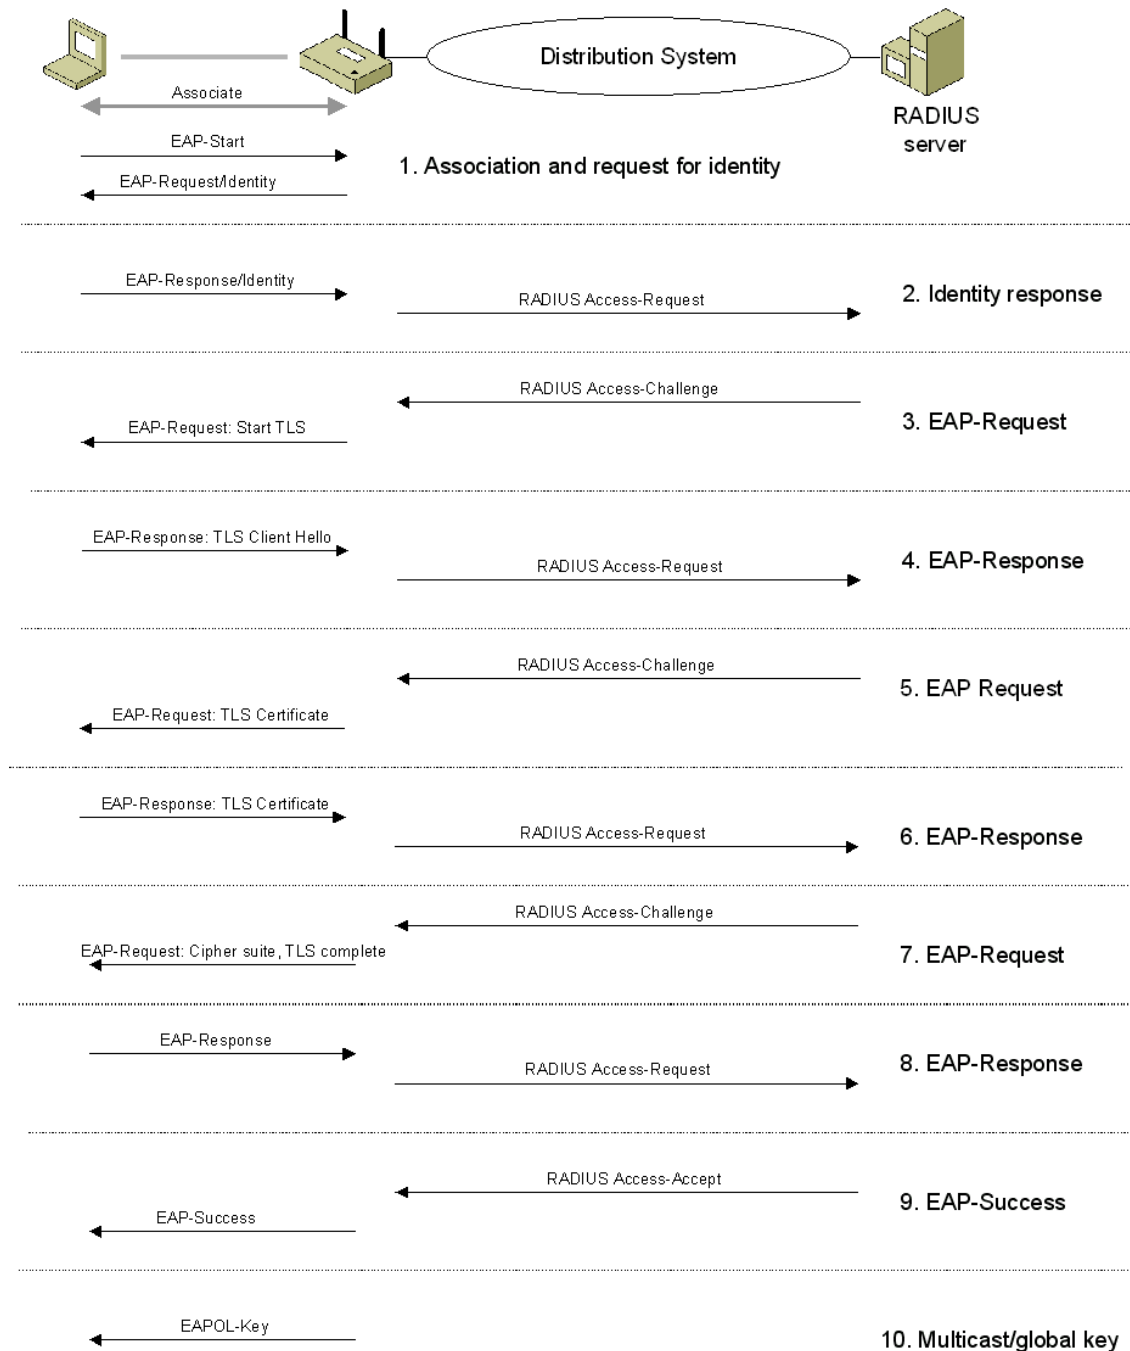 Distribution System
Associate
RADIUS
server
EAP-Start
1. Association and request for identity
EAP-Request/Identity
EAP-Response/Identity
RADIUS Access-Request
2. Identity response
RADIUS Access-Challenge
EAP-Request: Start TLS
3. EAP-Request
EAP-Response: TLS Client Hello
RADIUS Access-Request
4. EAP-Response
RADIUS Access-Challenge
5. EAP Request
EAP-Request: TLS Certificate
EAP-Response: TLS Certificate
RADIUS Access-Request
6. EAP-Response
RADIUS Access-Challenge
EAP-Request: Cipher suite, TLS complete
7. EAP-Request
EAP-Response
RADIUS Access-Request
8. EAP-Response
RADIUS Access-Accept
9. EAP-Success
EAP-Success
EAPOL-Key
10. Multicast/global key